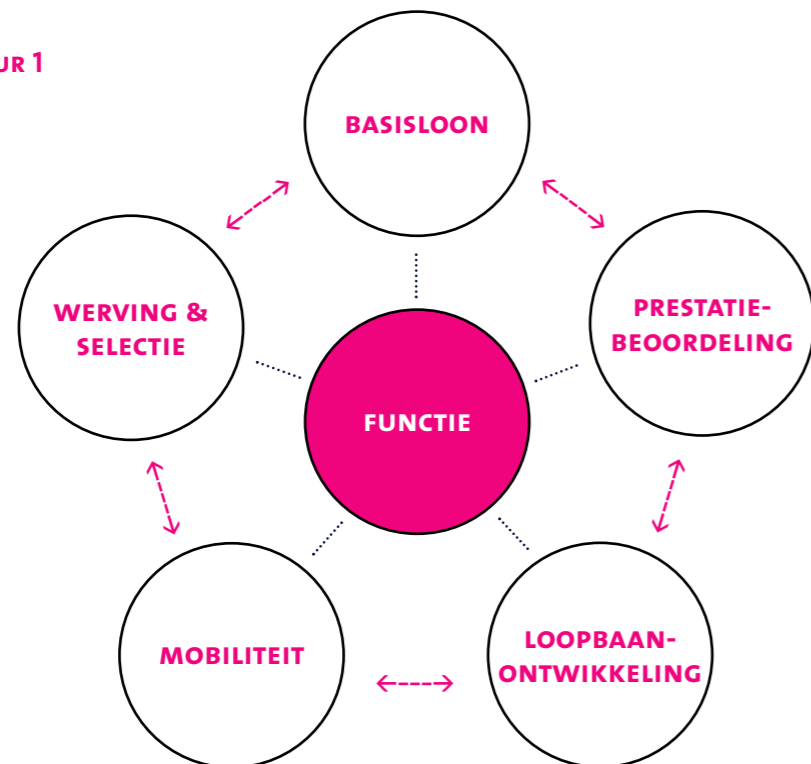 UR 1
BASISLOON
WERVING &
SELECTIE
PRESTATIE-
BEOORDELING
FUNCTIE
MOBILITEIT
LOOPBAAN-
ONTWIKKELING